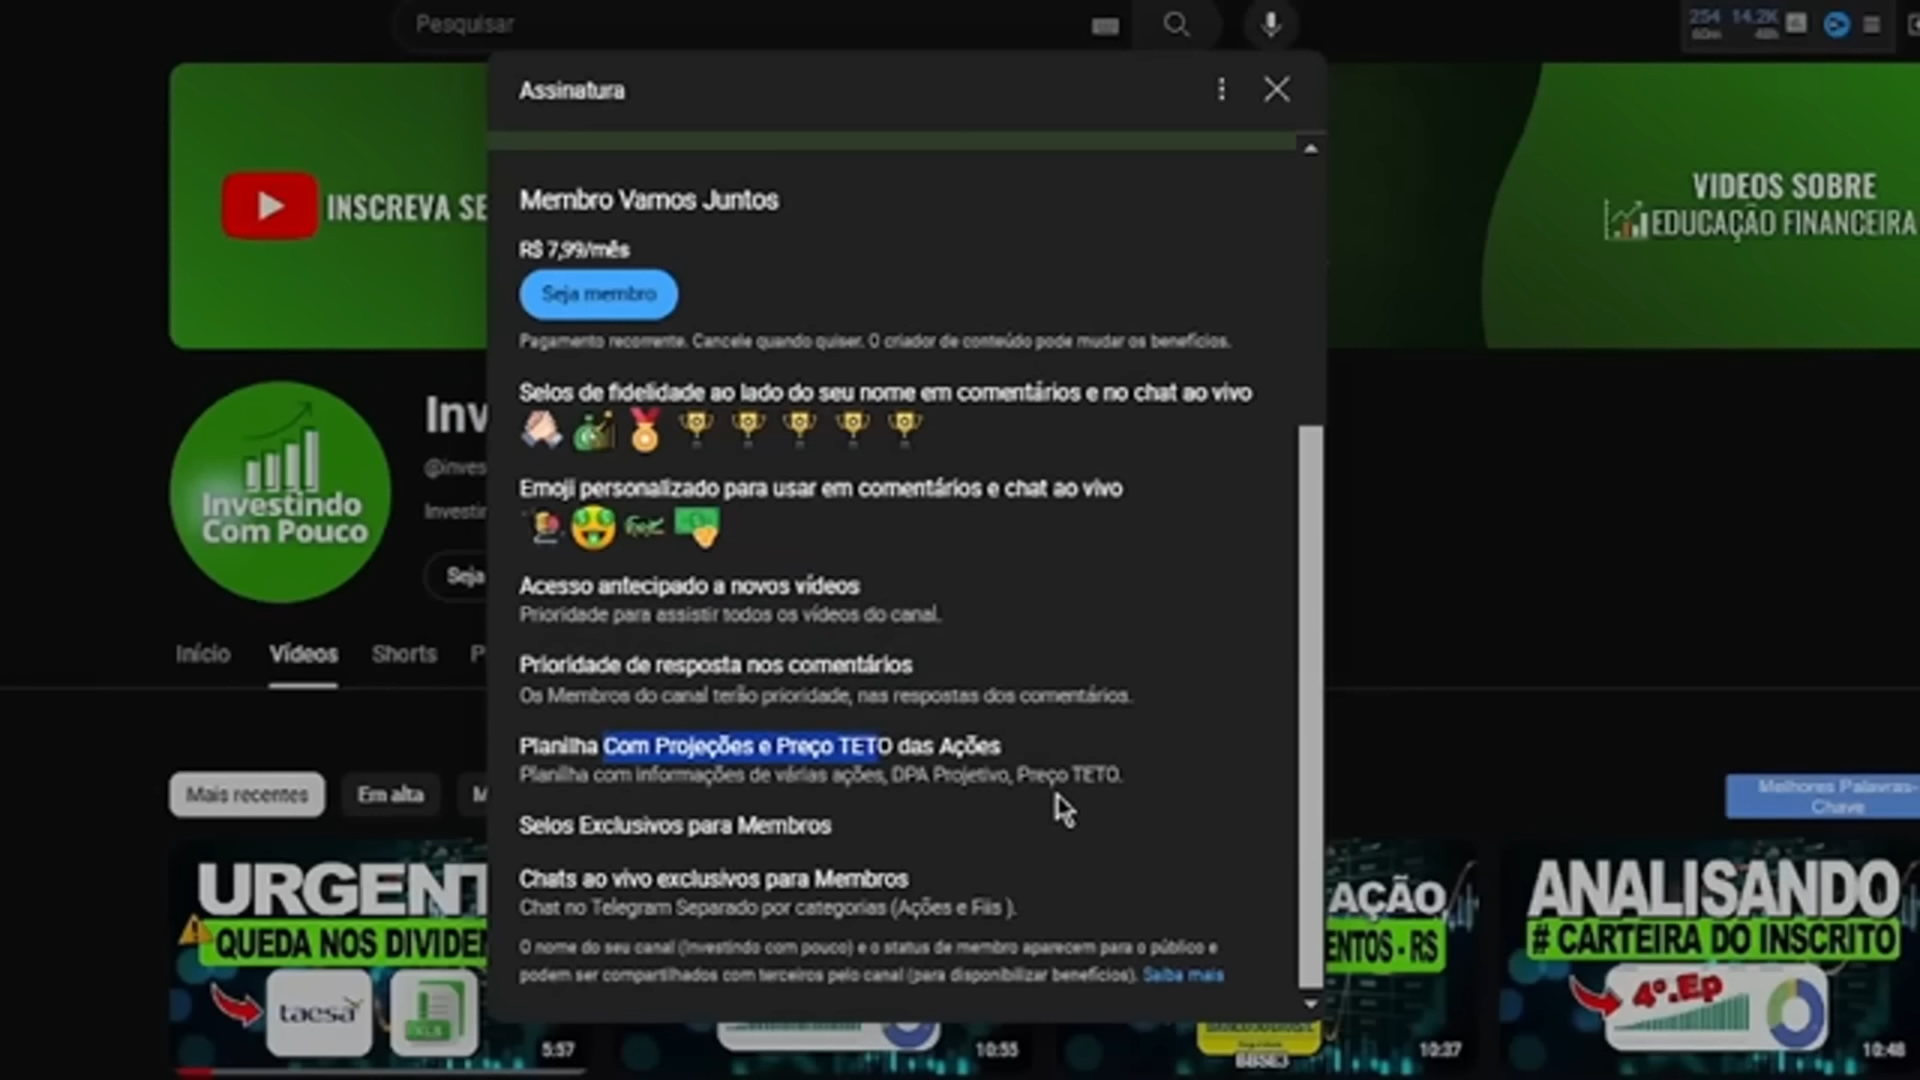 Pesquisar
254 14,2K
60m 48h
Assinatura
INSCREVA SE
VIDEOS SOBRE
EDUCAÇÃO FINANCEIRA
Membro Vamos Juntos
R$ 7,99/mês
Seja membro
Pagamento recorrente. Cancele quando quiser. O criador de conteúdo pode mudar os benefícios.
Selos de fidelidade ao lado do seu nome em comentários e no chat ao vivo
Emoji personalizado para usar em comentários e chat ao vivo
Investindo
Com Pouco
Inv
@inves
Investin
Seja
Acesso antecipado a novos vídeos
Prioridade para assistir todos os vídeos do canal.
Início Vídeos Shorts P
Prioridade de resposta nos comentários
Os Membros do canal terão prioridade, nas respostas dos comentários.
Planilha Com Projeções e Preço TETO das Ações
Planilha com informações de várias ações, DPA Projetivo, Preço TETO.
Mais recentes Em alta M
Melhores Palavras-
Chave
Selos Exclusivos para Membros
Chats ao vivo exclusivos para Membros
Chat no Telegram Separado por categorias (Ações e Fiis ).
O nome do seu canal (Investindo com pouco) e o status de membro aparecem para o público e
podem ser compartilhados com terceiros pelo canal (para disponibilizar benefícios). Saiba mais
URGENT
QUEDA NOS DIVIDEN
taesa
XLS
5:57
10:55
AÇÃO
ENTOS - RS
BBSE3
10:37
ANALISANDO
# CARTEIRA DO INSCRITO
4º.Ep
10:48